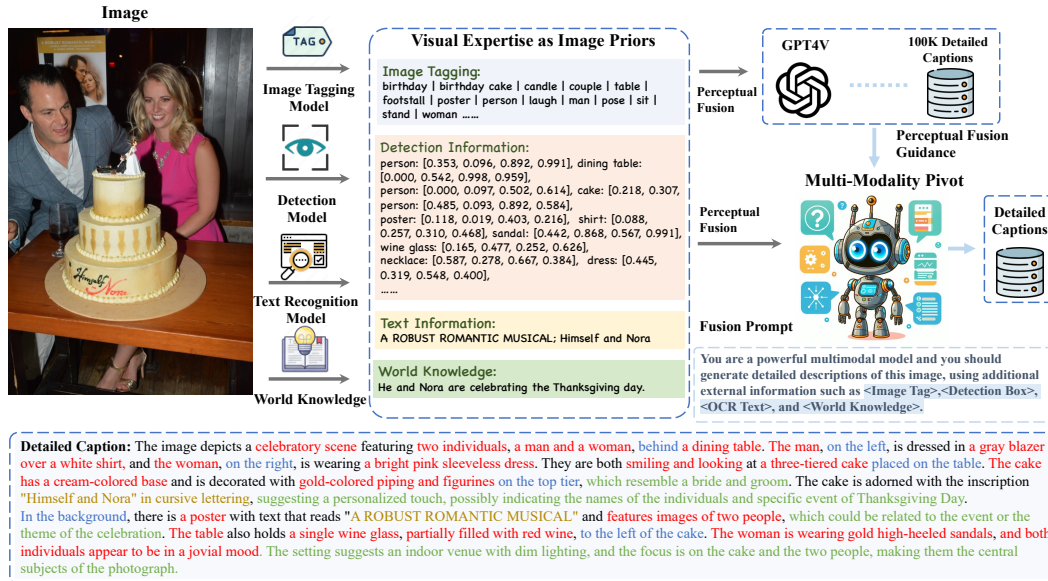 Image
TAG
Image Tagging
Model
Detection
Model
Text Recognition
Model
World Knowledge
A ROBUST ROMANTIC MUSICAL
Himself
Nora
Visual Expertise as Image Priors
Image Tagging:
birthday | birthday cake | candle | couple | table |
footstall | poster | person | laugh | man | pose | sit |
stand | woman ......
Detection Information:
person: [0.353, 0.096, 0.892, 0.991], dining table:
[0.000, 0.542, 0.998, 0.959],
person: [0.000, 0.097, 0.502, 0.614], cake: [0.218, 0.307,
person: [0.485, 0.093, 0.892, 0.584],
poster: [0.118, 0.019, 0.403, 0.216], shirt: [0.088,
0.257, 0.310, 0.468], sandal: [0.442, 0.868, 0.567, 0.991],
wine glass: [0.165, 0.477, 0.252, 0.626],
necklace: [0.587, 0.278, 0.667, 0.384], dress: [0.445,
0.319, 0.548, 0.400],
......
Text Information:
A ROBUST ROMANTIC MUSICAL; Himself and Nora
World Knowledge:
He and Nora are celebrating the Thanksgiving day.
Perceptual
Fusion
GPT4V
100K Detailed
Captions
Perceptual Fusion
Guidance
Multi-Modality Pivot
Perceptual
Fusion
Detailed
Captions
Fusion Prompt
You are a powerful multimodal model and you should
generate detailed descriptions of this image, using additional
external information such as <Image Tag>,<Detection Box>,
<OCR Text>, and <World Knowledge>.
Detailed Caption: The image depicts a celebratory scene featuring two individuals, a man and a woman, behind a dining table. The man, on the left, is dressed in a gray blazer
over a white shirt, and the woman, on the right, is wearing a bright pink sleeveless dress. They are both smiling and looking at a three-tiered cake placed on the table. The cake
has a cream-colored base and is decorated with gold-colored piping and figurines on the top tier, which resemble a bride and groom. The cake is adorned with the inscription
"Himself and Nora" in cursive lettering, suggesting a personalized touch, possibly indicating the names of the individuals and specific event of Thanksgiving Day.
In the background, there is a poster with text that reads "A ROBUST ROMANTIC MUSICAL" and features images of two people, which could be related to the event or the
theme of the celebration. The table also holds a single wine glass, partially filled with red wine, to the left of the cake. The woman is wearing gold high-heeled sandals, and both
individuals appear to be in a jovial mood. The setting suggests an indoor venue with dim lighting, and the focus is on the cake and the two people, making them the central
subjects of the photograph.